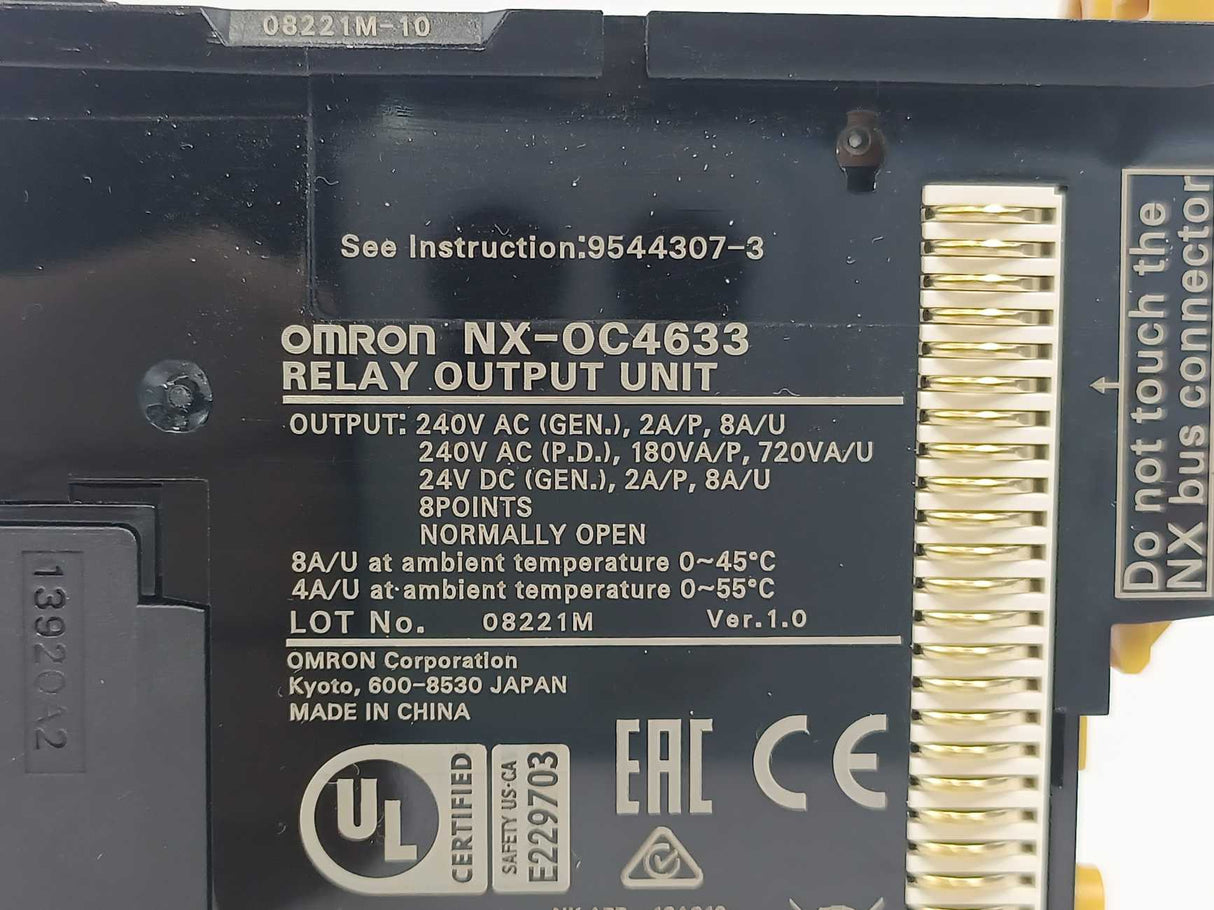 08221M-10
See Instruction:9544307-3
OMRON NX-OC4633
RELAY OUTPUT UNIT
OUTPUT: 240V AC (GEN.), 2A/P, 8A/U
240V AC (P.D.), 180VA/P, 720VA/U
24V DC (GEN.), 2A/P, 8A/U
8POINTS
NORMALLY OPEN
8A/U at ambient temperature 0~45°C
4A/U at ambient temperature 0~55°C
LOT No. 08221M Ver.1.0
OMRON Corporation
Kyoto, 600-8530 JAPAN
MADE IN CHINA
UL
CERTIFIED
SAFETY US-CA
E229703
EAC
CE
Do not touch the
NX bus connector
13920A2